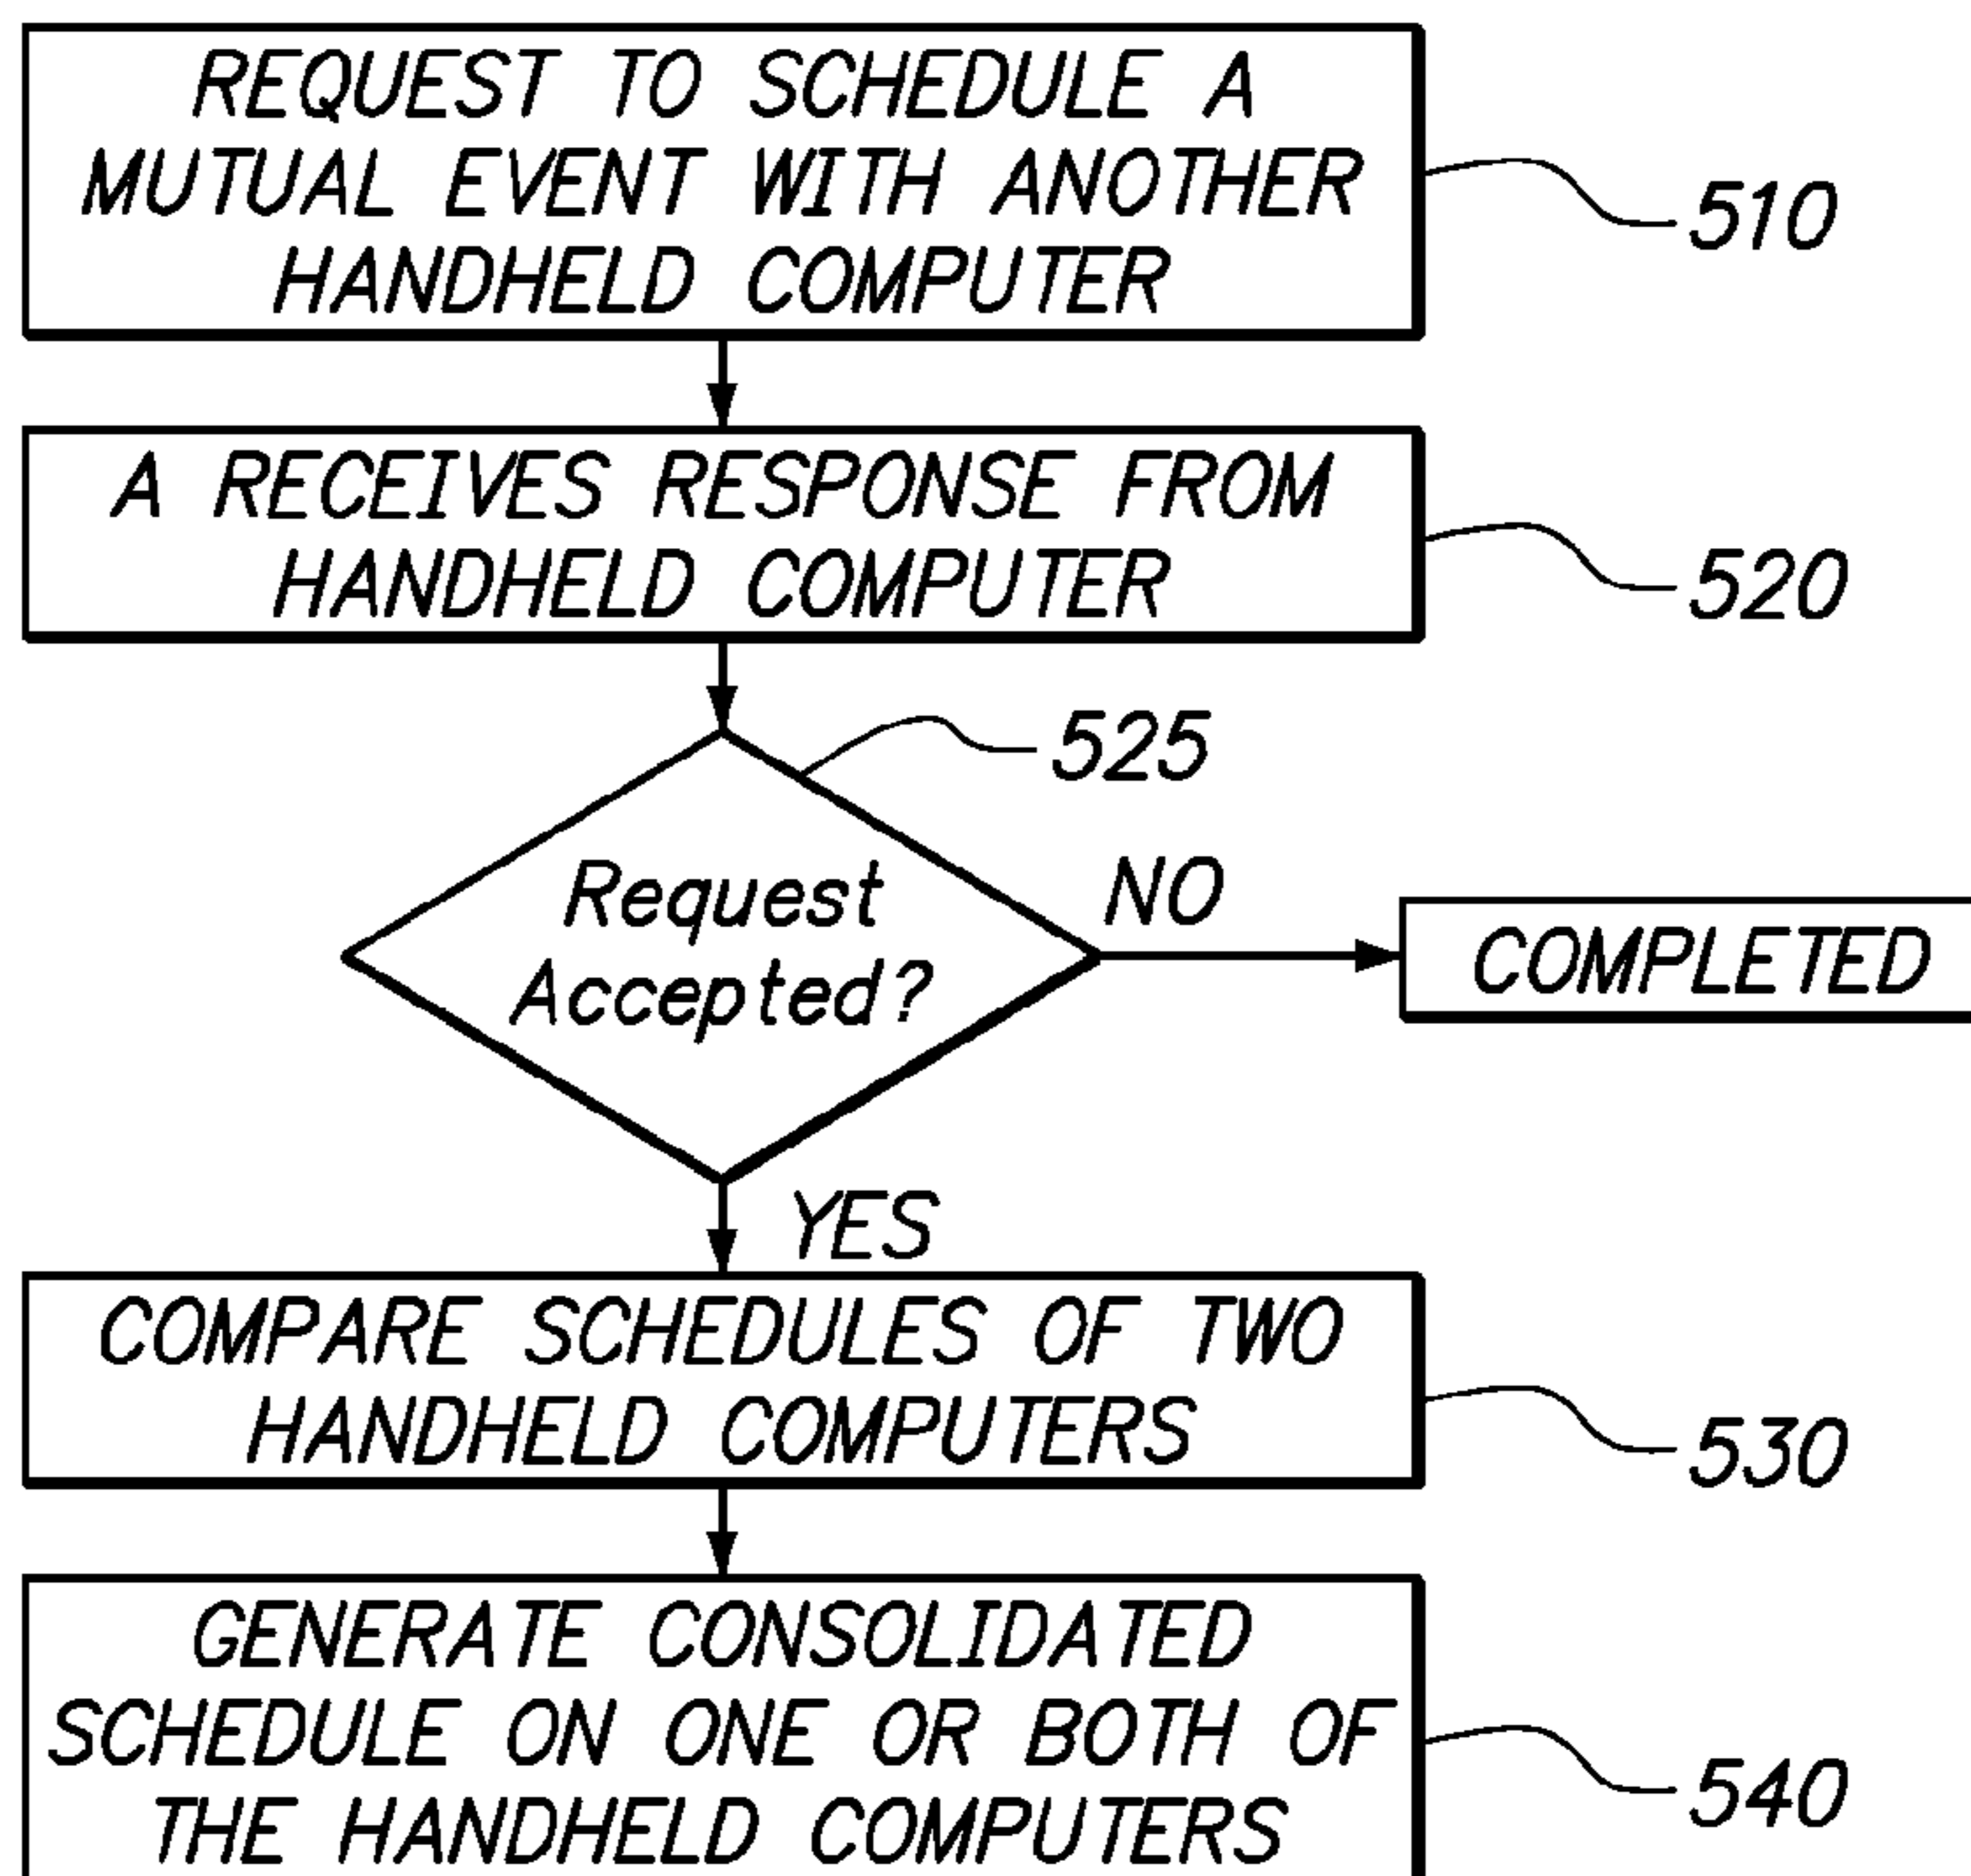 REQUEST TO SCHEDULE A
MUTUAL EVENT WITH ANOTHER
HANDHELD COMPUTER
510
A RECEIVES RESPONSE FROM
HANDHELD COMPUTER
520
525
Request
Accepted?
NO
COMPLETED
YES
COMPARE SCHEDULES OF TWO
HANDHELD COMPUTERS
530
GENERATE CONSOLIDATED
SCHEDULE ON ONE OR BOTH OF
THE HANDHELD COMPUTERS
540